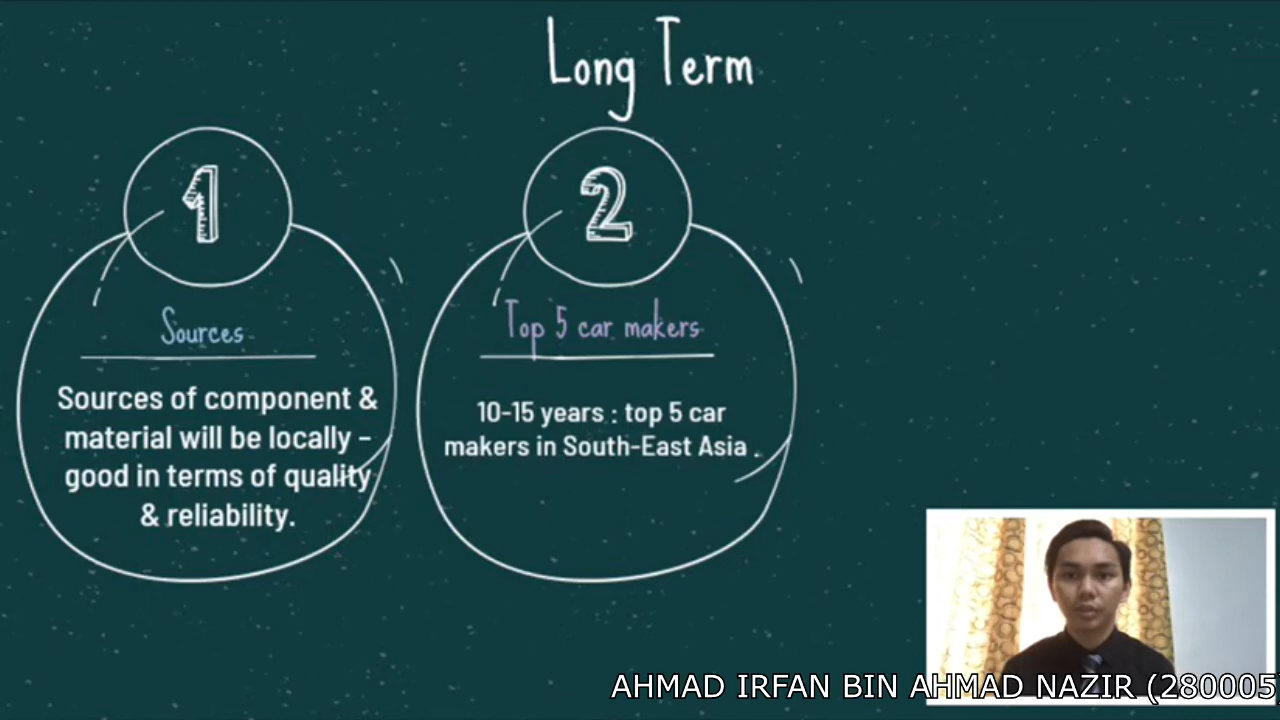 Long Term
1
Sources
Sources of component &
material will be locally -
good in terms of quality
& reliability.
2
Top 5 car makers
10-15 years : top 5 car
makers in South-East Asia .
AHMAD IRFAN BIN AHMAD NAZIR (280005)